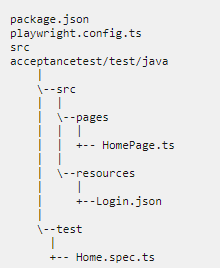 package.json
playwright.config.ts
src
acceptancetest/test/java
    |
    \--src
    |  |
    |  \--pages
    |  |  |
    |  |  +-- HomePage.ts
    |  |
    |  \--resources
    |     |
    |     +--Login.json
    |
    \--test
      |
      +-- Home.spec.ts